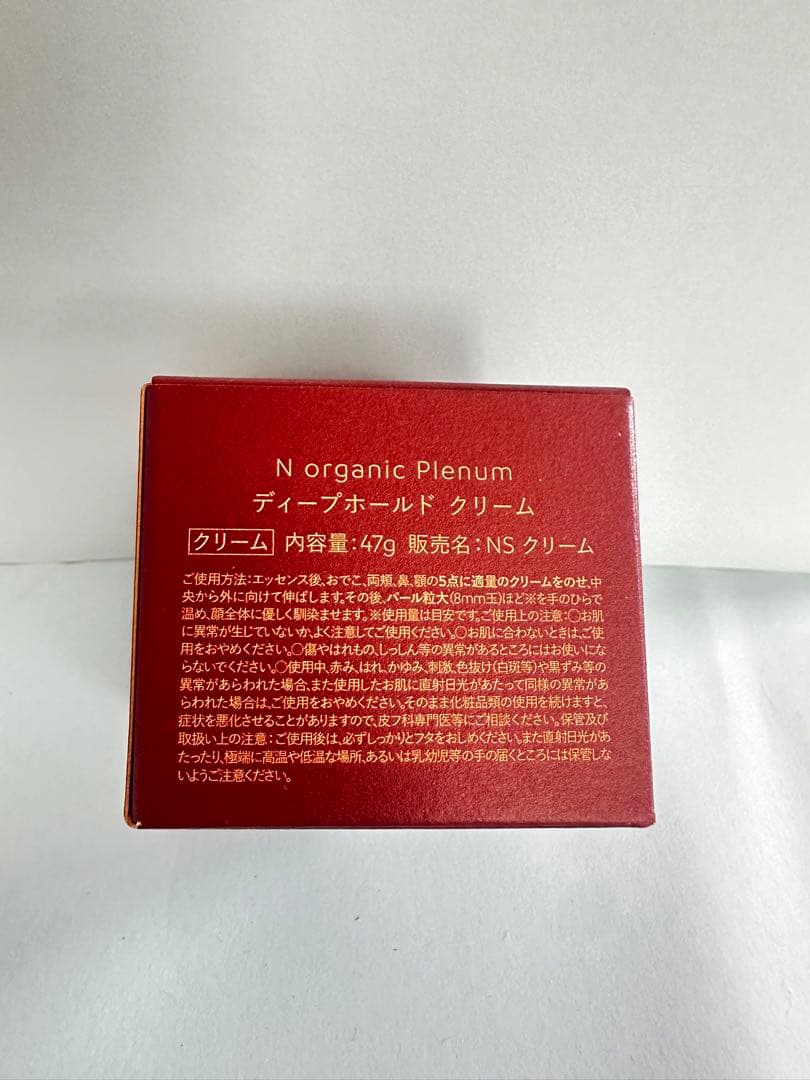 N organic Plenum
ディープホールド クリーム
クリーム 内容量:47g 販売名:NS クリーム
ご使用方法:エッセンス後、おでこ、両頬、鼻、顎の5点に適量のクリームをのせ、中
央から外に向けて伸ばします。その後、パール粒大(8mm玉)ほど※を手のひらで
温め、顔全体に優しく馴染ませます。※使用量は目安です。ご使用上の注意:〇お肌
に異常が生じていないか、よく注意してご使用ください。〇お肌に合わないときは、ご使
用をおやめください。〇傷やはれもの、しっしん等の異常があるところにはお使いにな
らないでください。〇使用中、赤み、はれ、かゆみ、刺激、色抜け(白斑等)や黒ずみ等の
異常があらわれた場合、また使用したお肌に直射日光があたって同様の異常があ
らわれた場合は、ご使用をおやめください。そのまま化粧品類の使用を続けますと、
症状を悪化させることがありますので、皮フ科専門医等にご相談ください。保管及び
取扱い上の注意:ご使用後は、必ずしっかりとフタをおしめください。また直射日光があ
たったり、極端に高温や低温な場所、あるいは乳幼児等の手の届くところには保管しな
いようご注意ください。